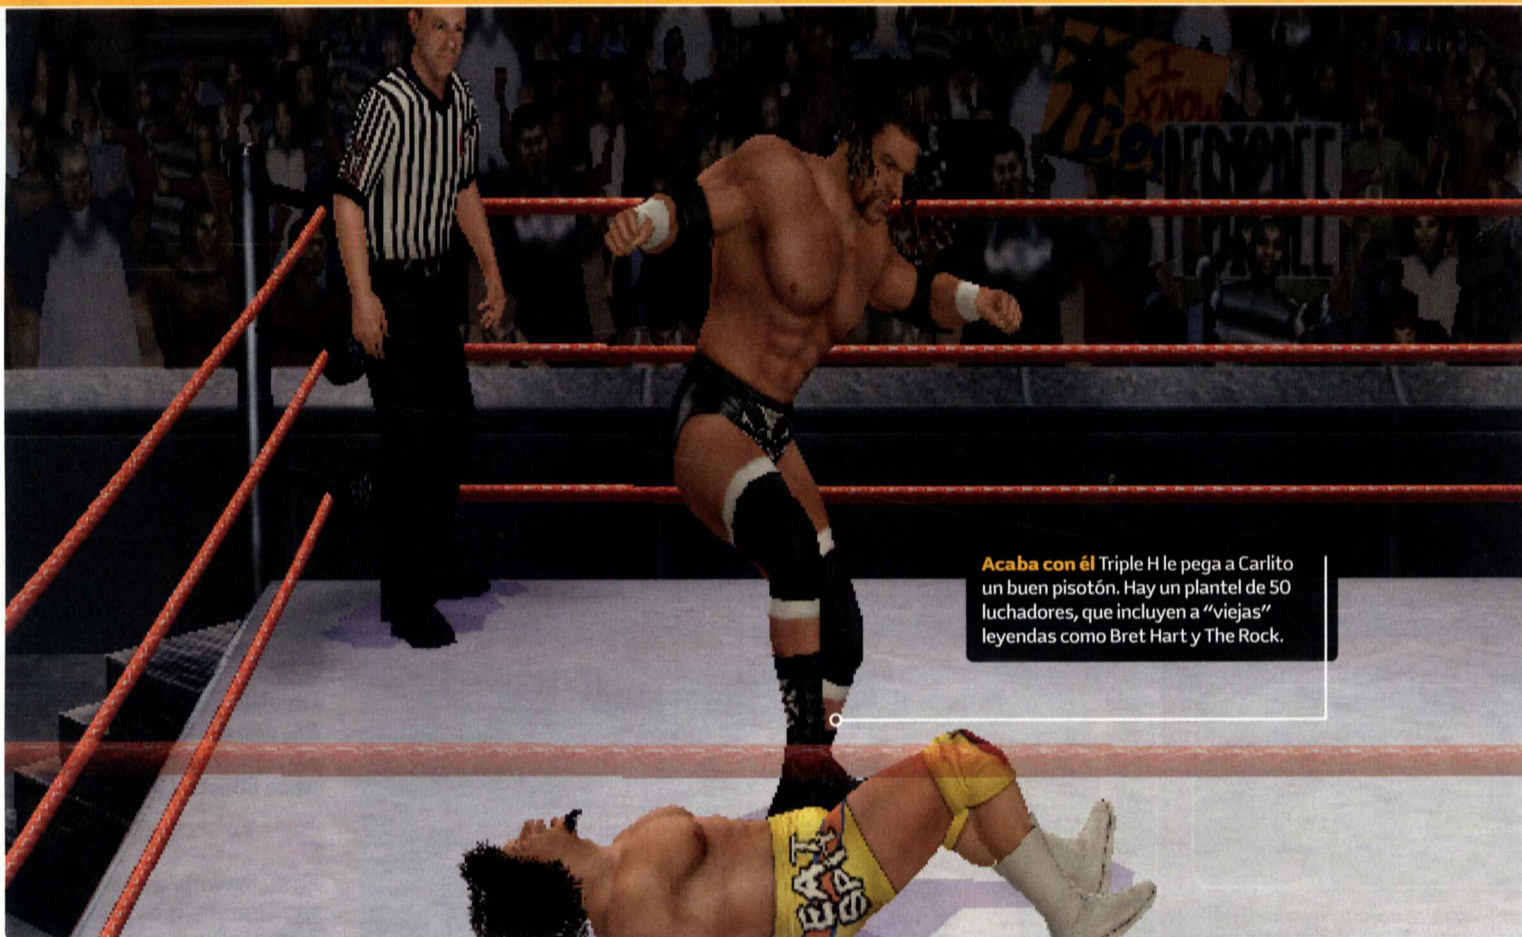 I
KNOW
Acaba con él Triple H le pega a Carlito
un buen pisotón. Hay un plantel de 50
luchadores, que incluyen a “viejas”
leyendas como Bret Hart y The Rock.
EAT
SPIT